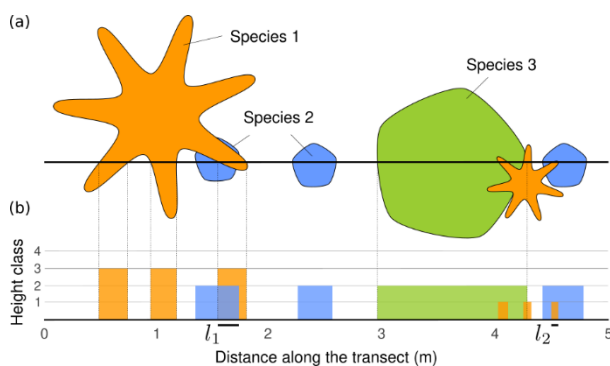 (a)
Species 1
Species 3
Species 2
(b)
Height class
4
3
2
1
0 1 2 3 4 5
l1 l2
Distance along the transect (m)